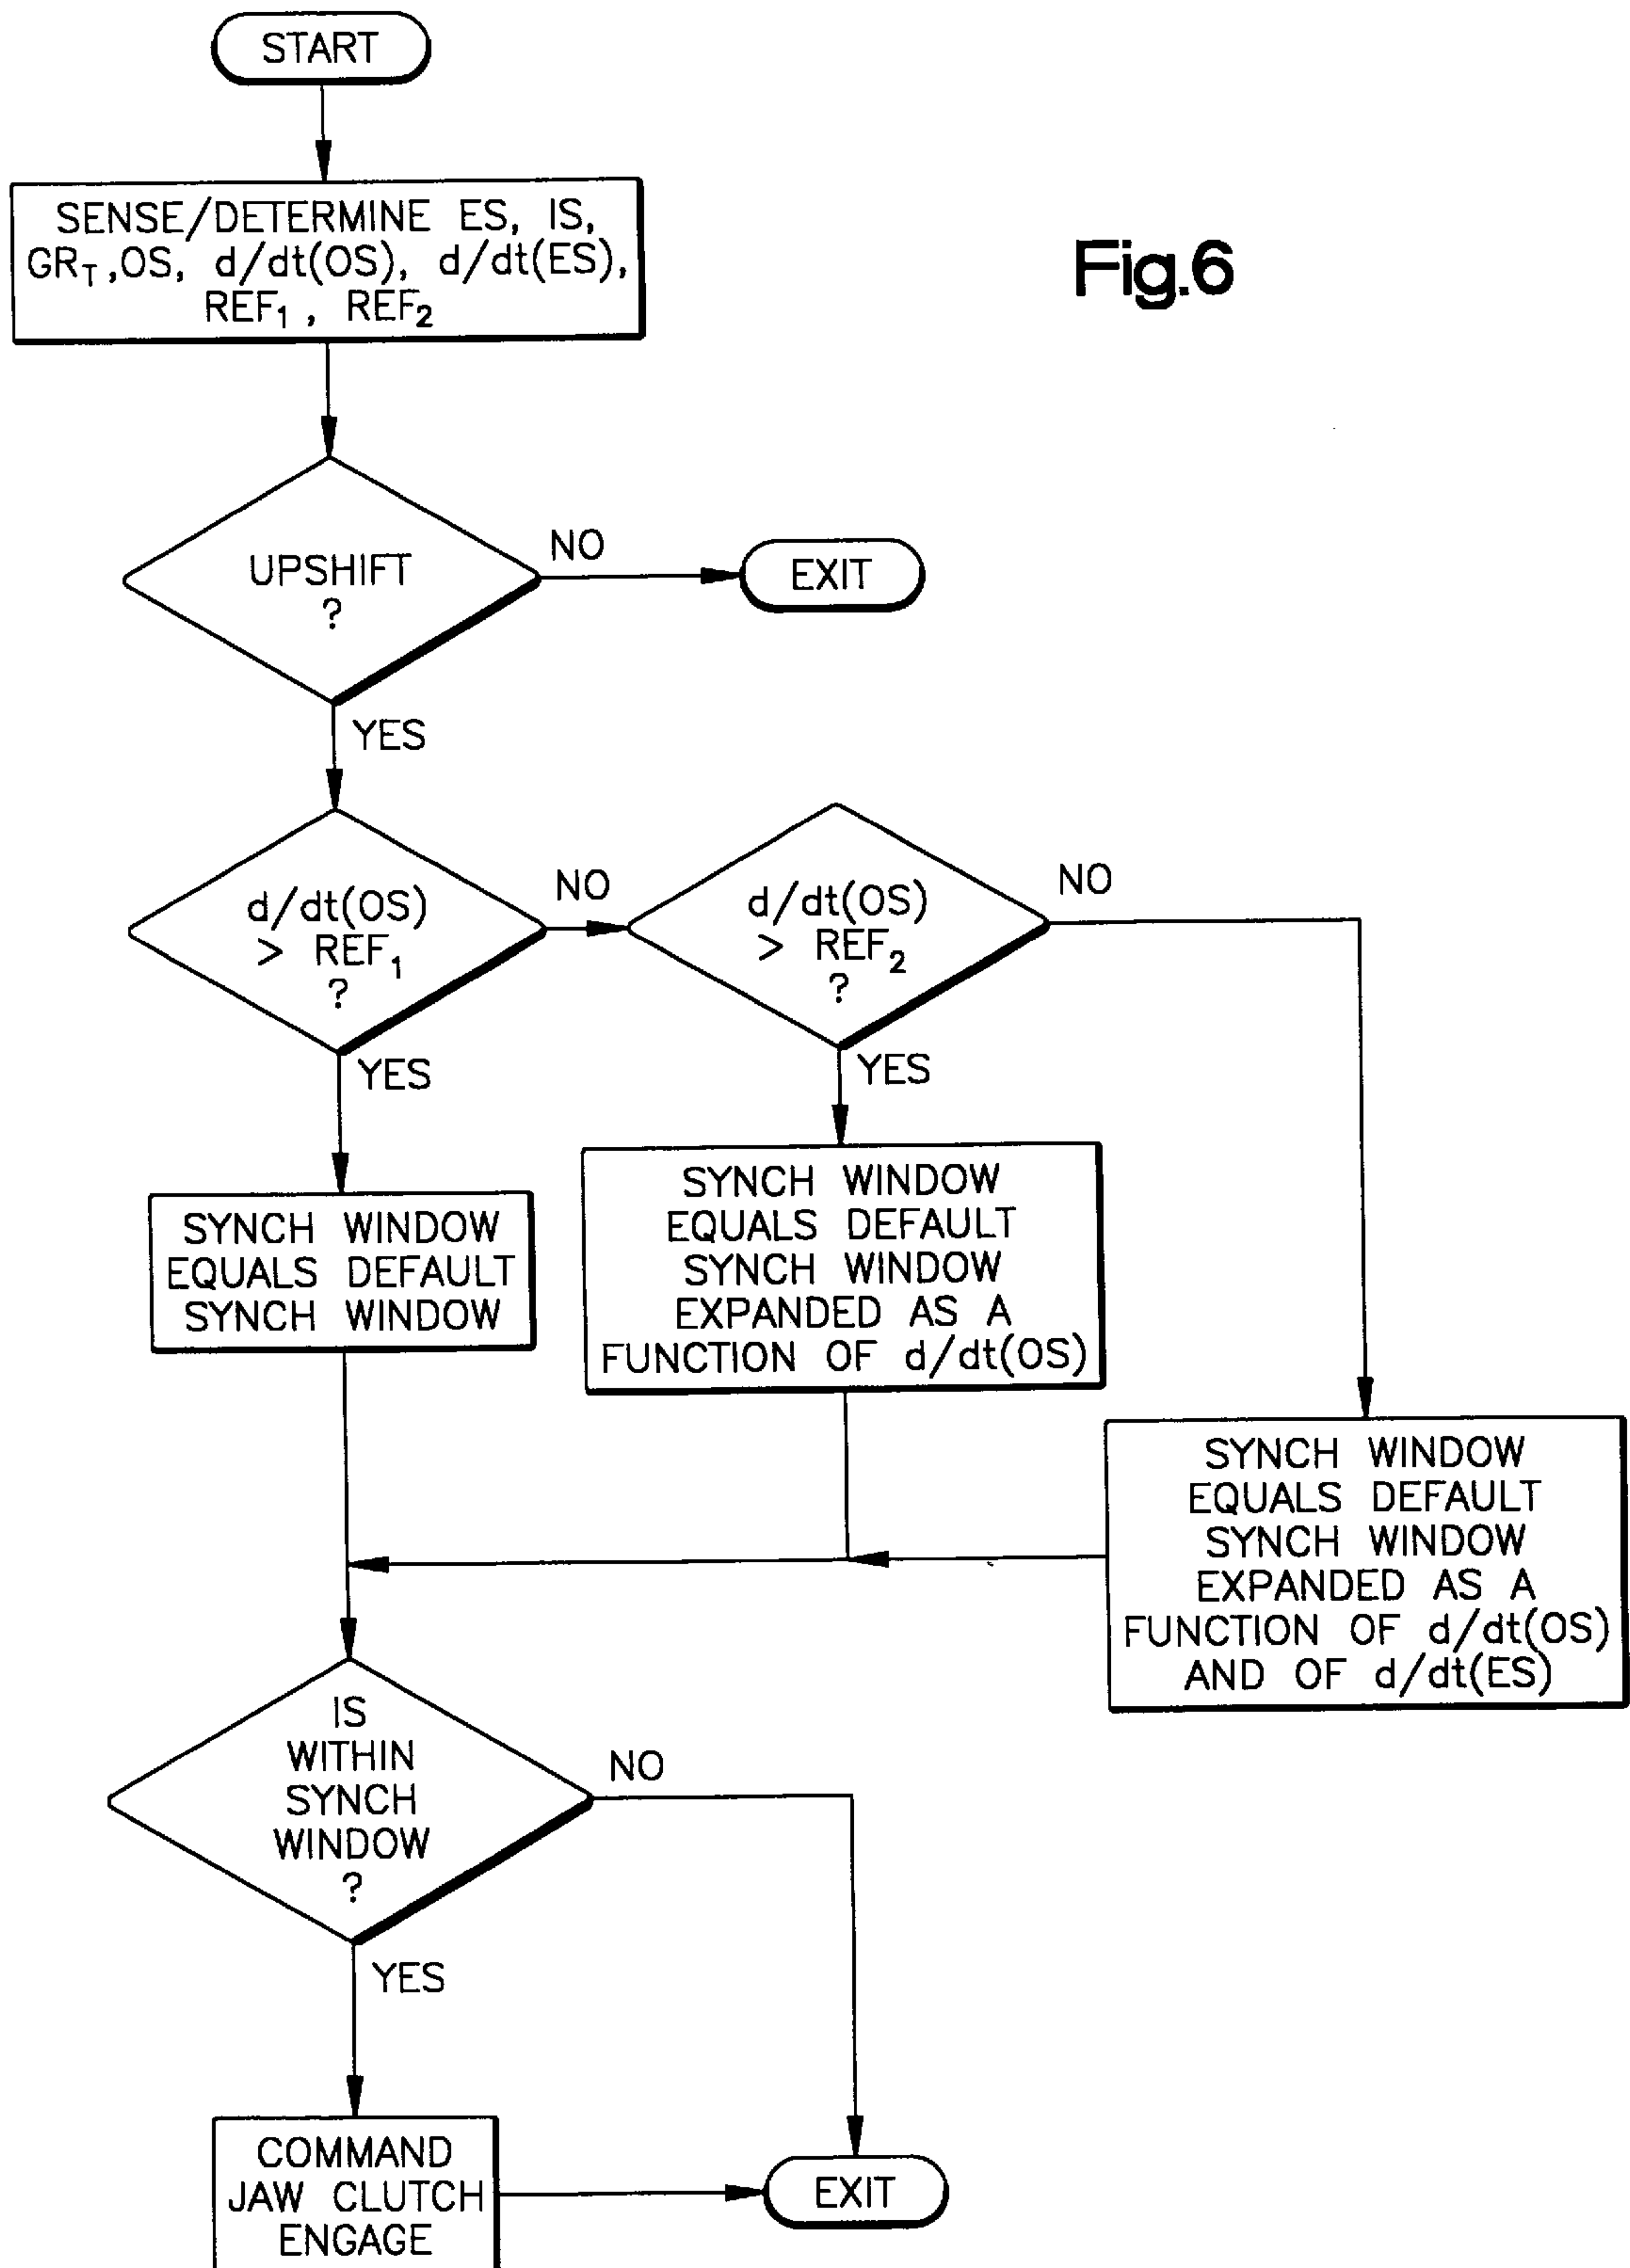 START
SENSE/DETERMINE ES, IS,
GR_T,OS, d/dt(OS), d/dt(ES),
REF₁, REF₂
Fig.6
UPSHIFT
?
NO
EXIT
YES
d/dt(OS)
> REF₁
?
NO
YES
d/dt(OS)
> REF₂
?
NO
YES
SYNCH WINDOW
EQUALS DEFAULT
SYNCH WINDOW
SYNCH WINDOW
EQUALS DEFAULT
SYNCH WINDOW
EXPANDED AS A
FUNCTION OF d/dt(OS)
SYNCH WINDOW
EQUALS DEFAULT
SYNCH WINDOW
EXPANDED AS A
FUNCTION OF d/dt(OS)
AND OF d/dt(ES)
IS
WITHIN
SYNCH
WINDOW
?
NO
YES
COMMAND
JAW CLUTCH
ENGAGE
EXIT